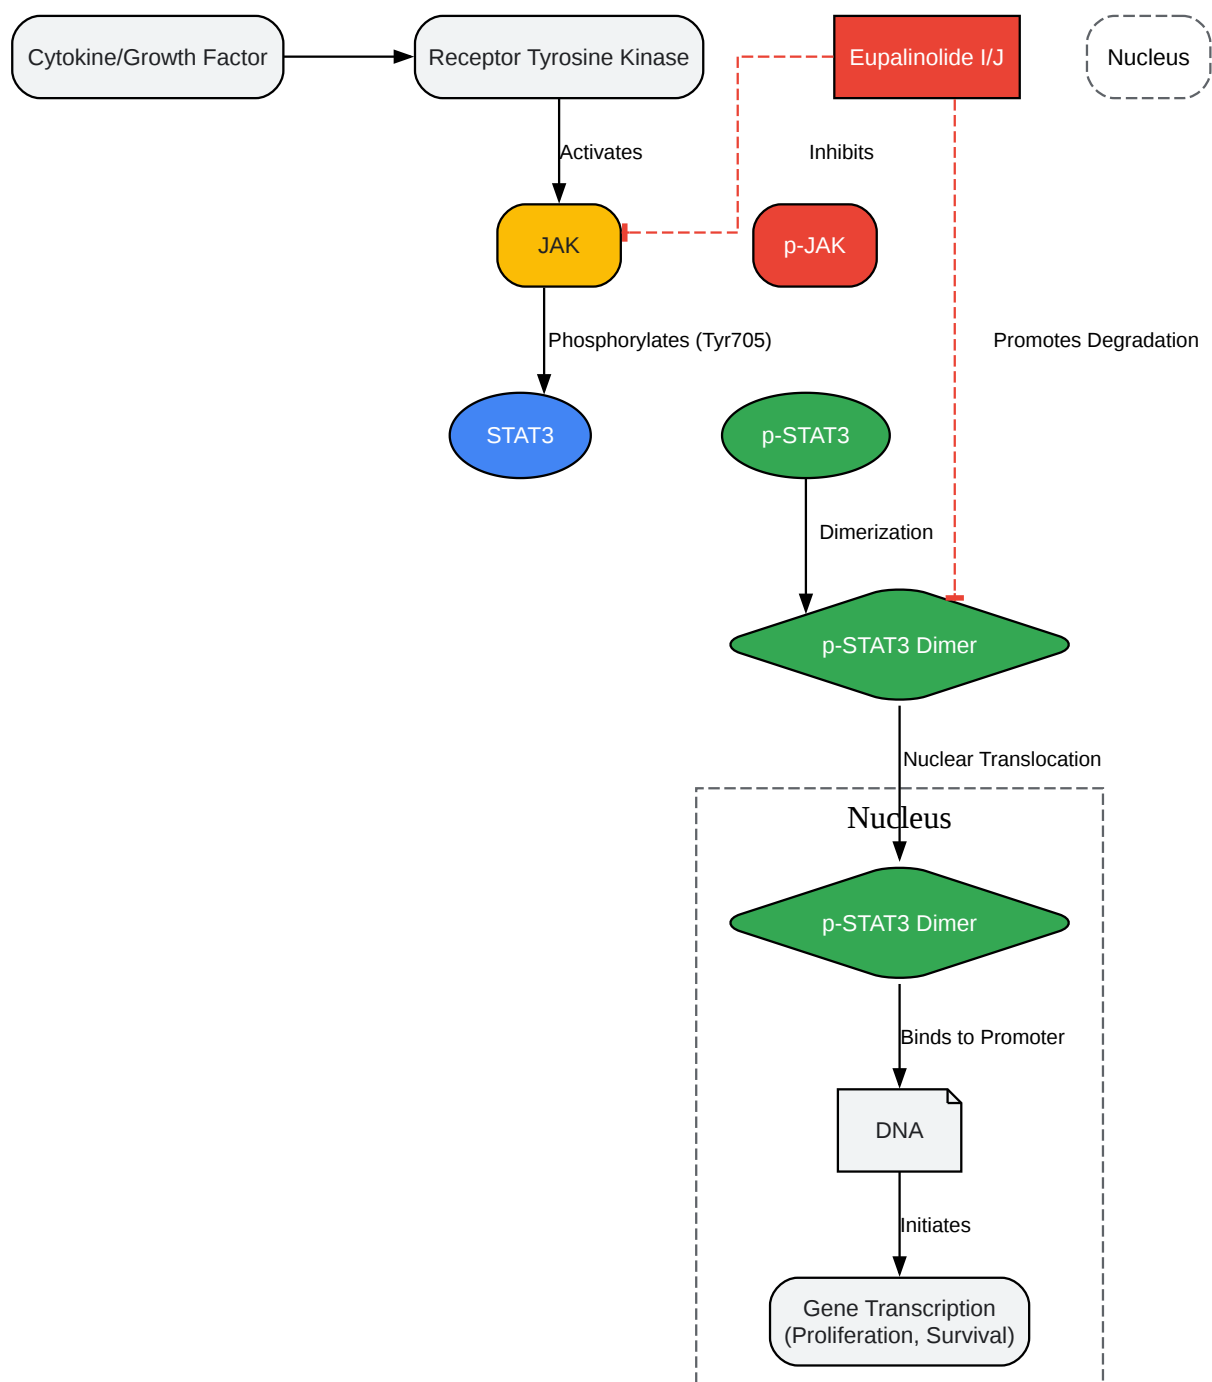 Cytokine/Growth Factor
Receptor Tyrosine Kinase
Eupalinolide I/J
Nucleus
Activates
Inhibits
JAK
p-JAK
Phosphorylates (Tyr705)
Promotes Degradation
STAT3
p-STAT3
Dimerization
p-STAT3 Dimer
Nuclear Translocation
Nucleus
p-STAT3 Dimer
Binds to Promoter
DNA
Initiates
Gene Transcription
(Proliferation, Survival)